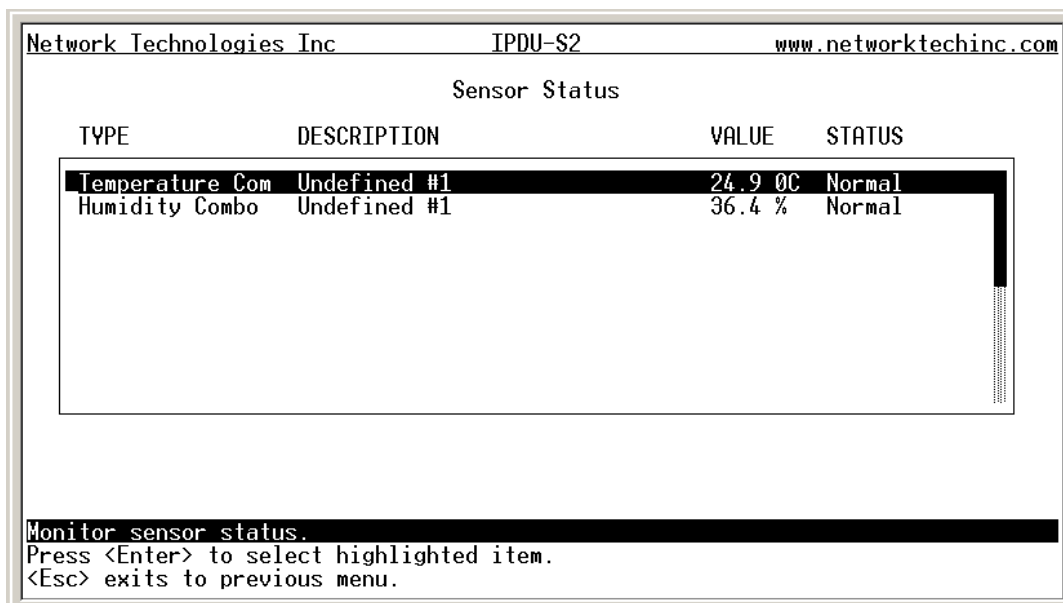 Network Technologies Inc IPDU-S2 www.networktechinc.com
Sensor Status
TYPE DESCRIPTION VALUE STATUS
Temperature Com Undefined #1 24.9 0C Normal
Humidity Combo Undefined #1 36.4 % Normal
Monitor sensor status.
Press <Enter> to select highlighted item.
<Esc> exits to previous menu.